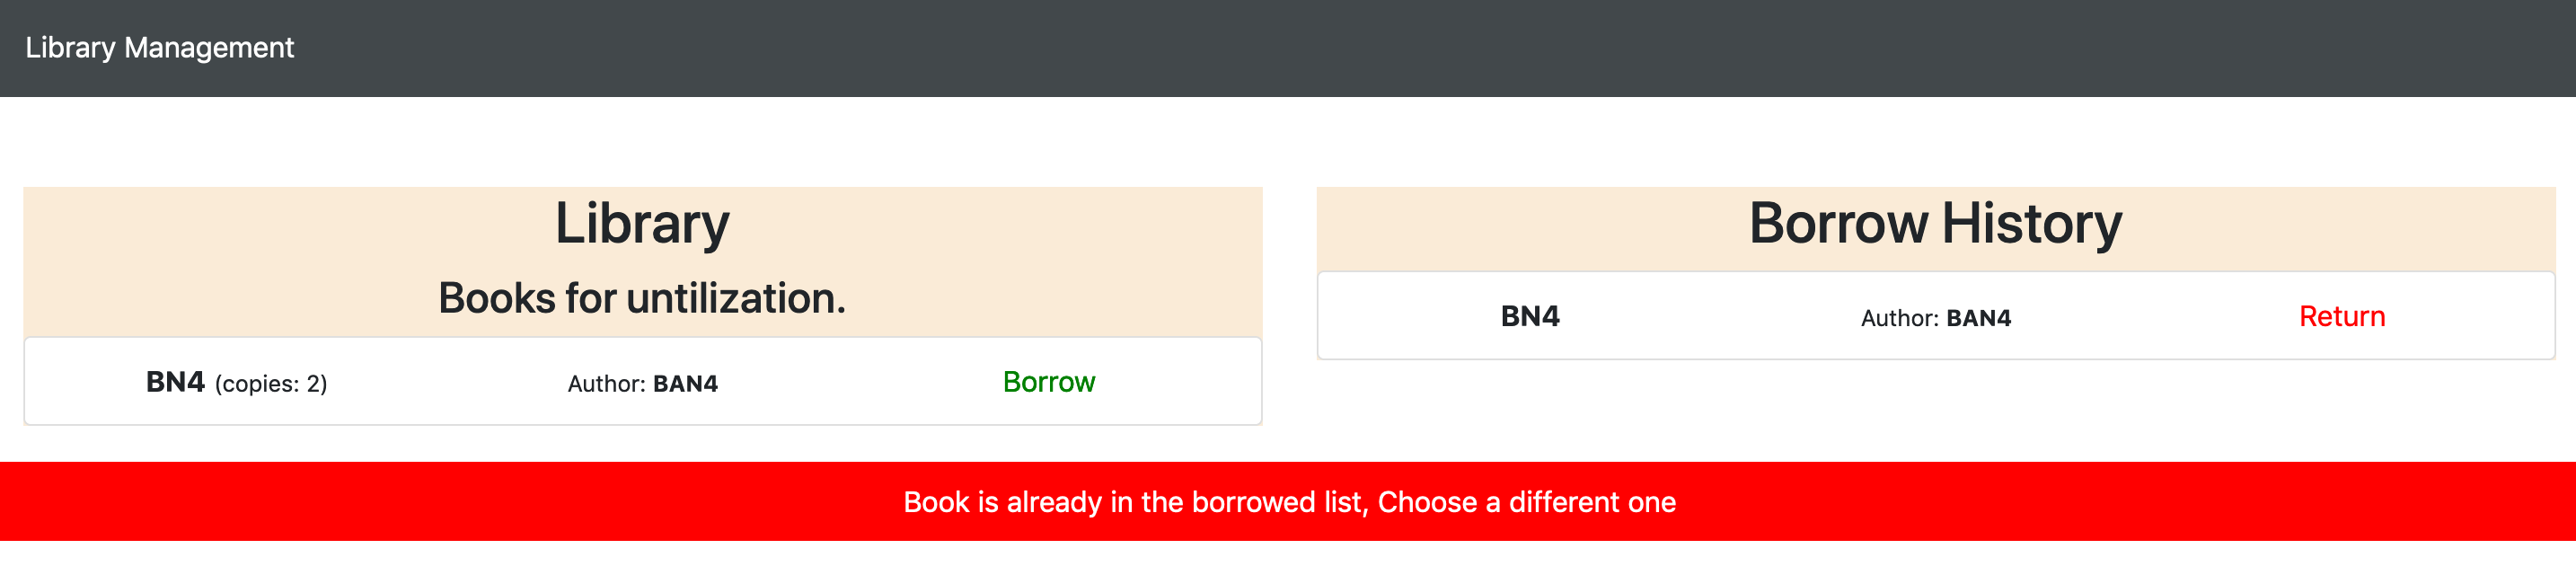 Library Management
Library
Books for untilization.
BN4 (copies: 2) Author: BAN4 Borrow
Borrow History
BN4 Author: BAN4 Return
Book is already in the borrowed list, Choose a different one